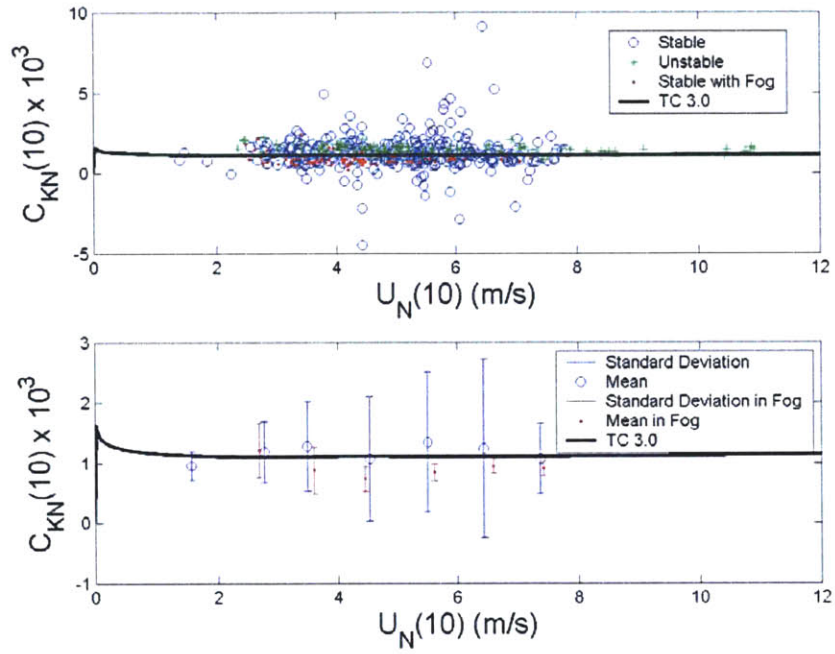 10
5
0
-5
C_KN(10) x 10^3
Stable
Unstable
Stable with Fog
TC 3.0
0 2 4 6 8 10 12
U_N(10) (m/s)
3
2
1
0
-1
C_KN(10) x 10^3
Standard Deviation
Mean
Standard Deviation in Fog
Mean in Fog
TC 3.0
0 2 4 6 8 10 12
U_N(10) (m/s)